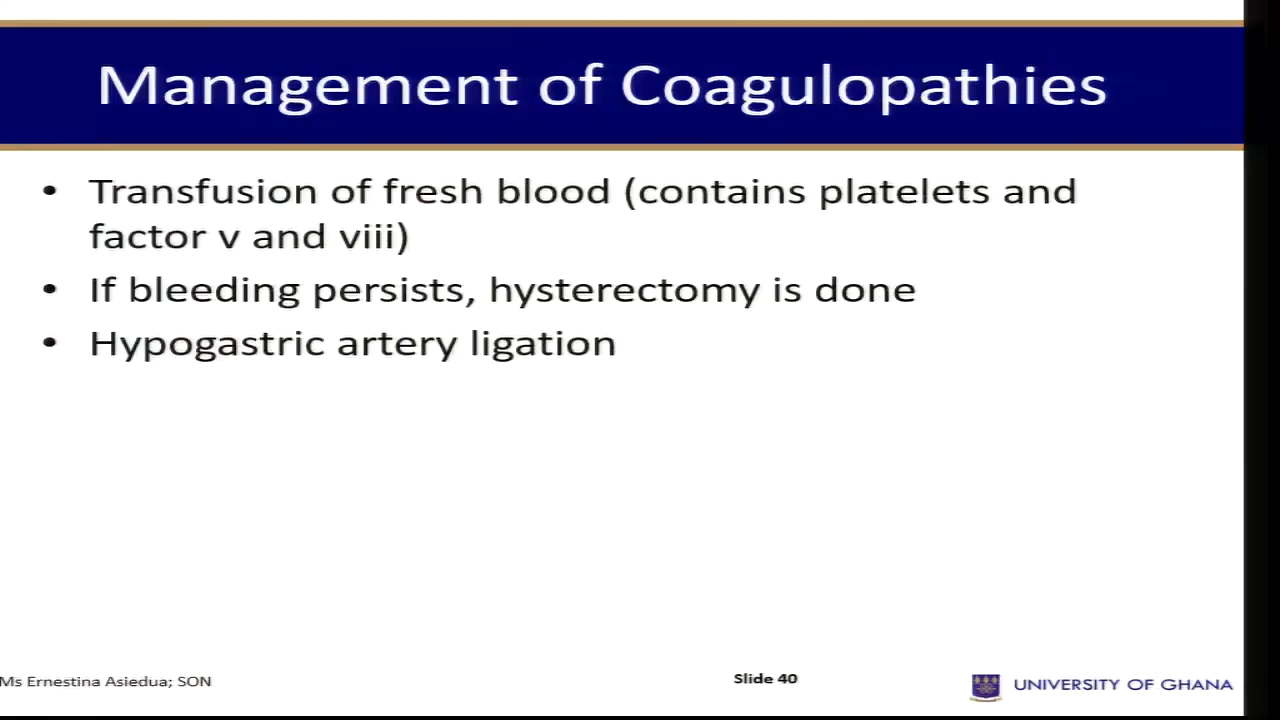 Management of Coagulopathies
• Transfusion of fresh blood (contains platelets and
factor v and viii)
• If bleeding persists, hysterectomy is done
• Hypogastric artery ligation
Ms Ernestina Asiedua; SON
Slide 40
UNIVERSITY OF GHANA